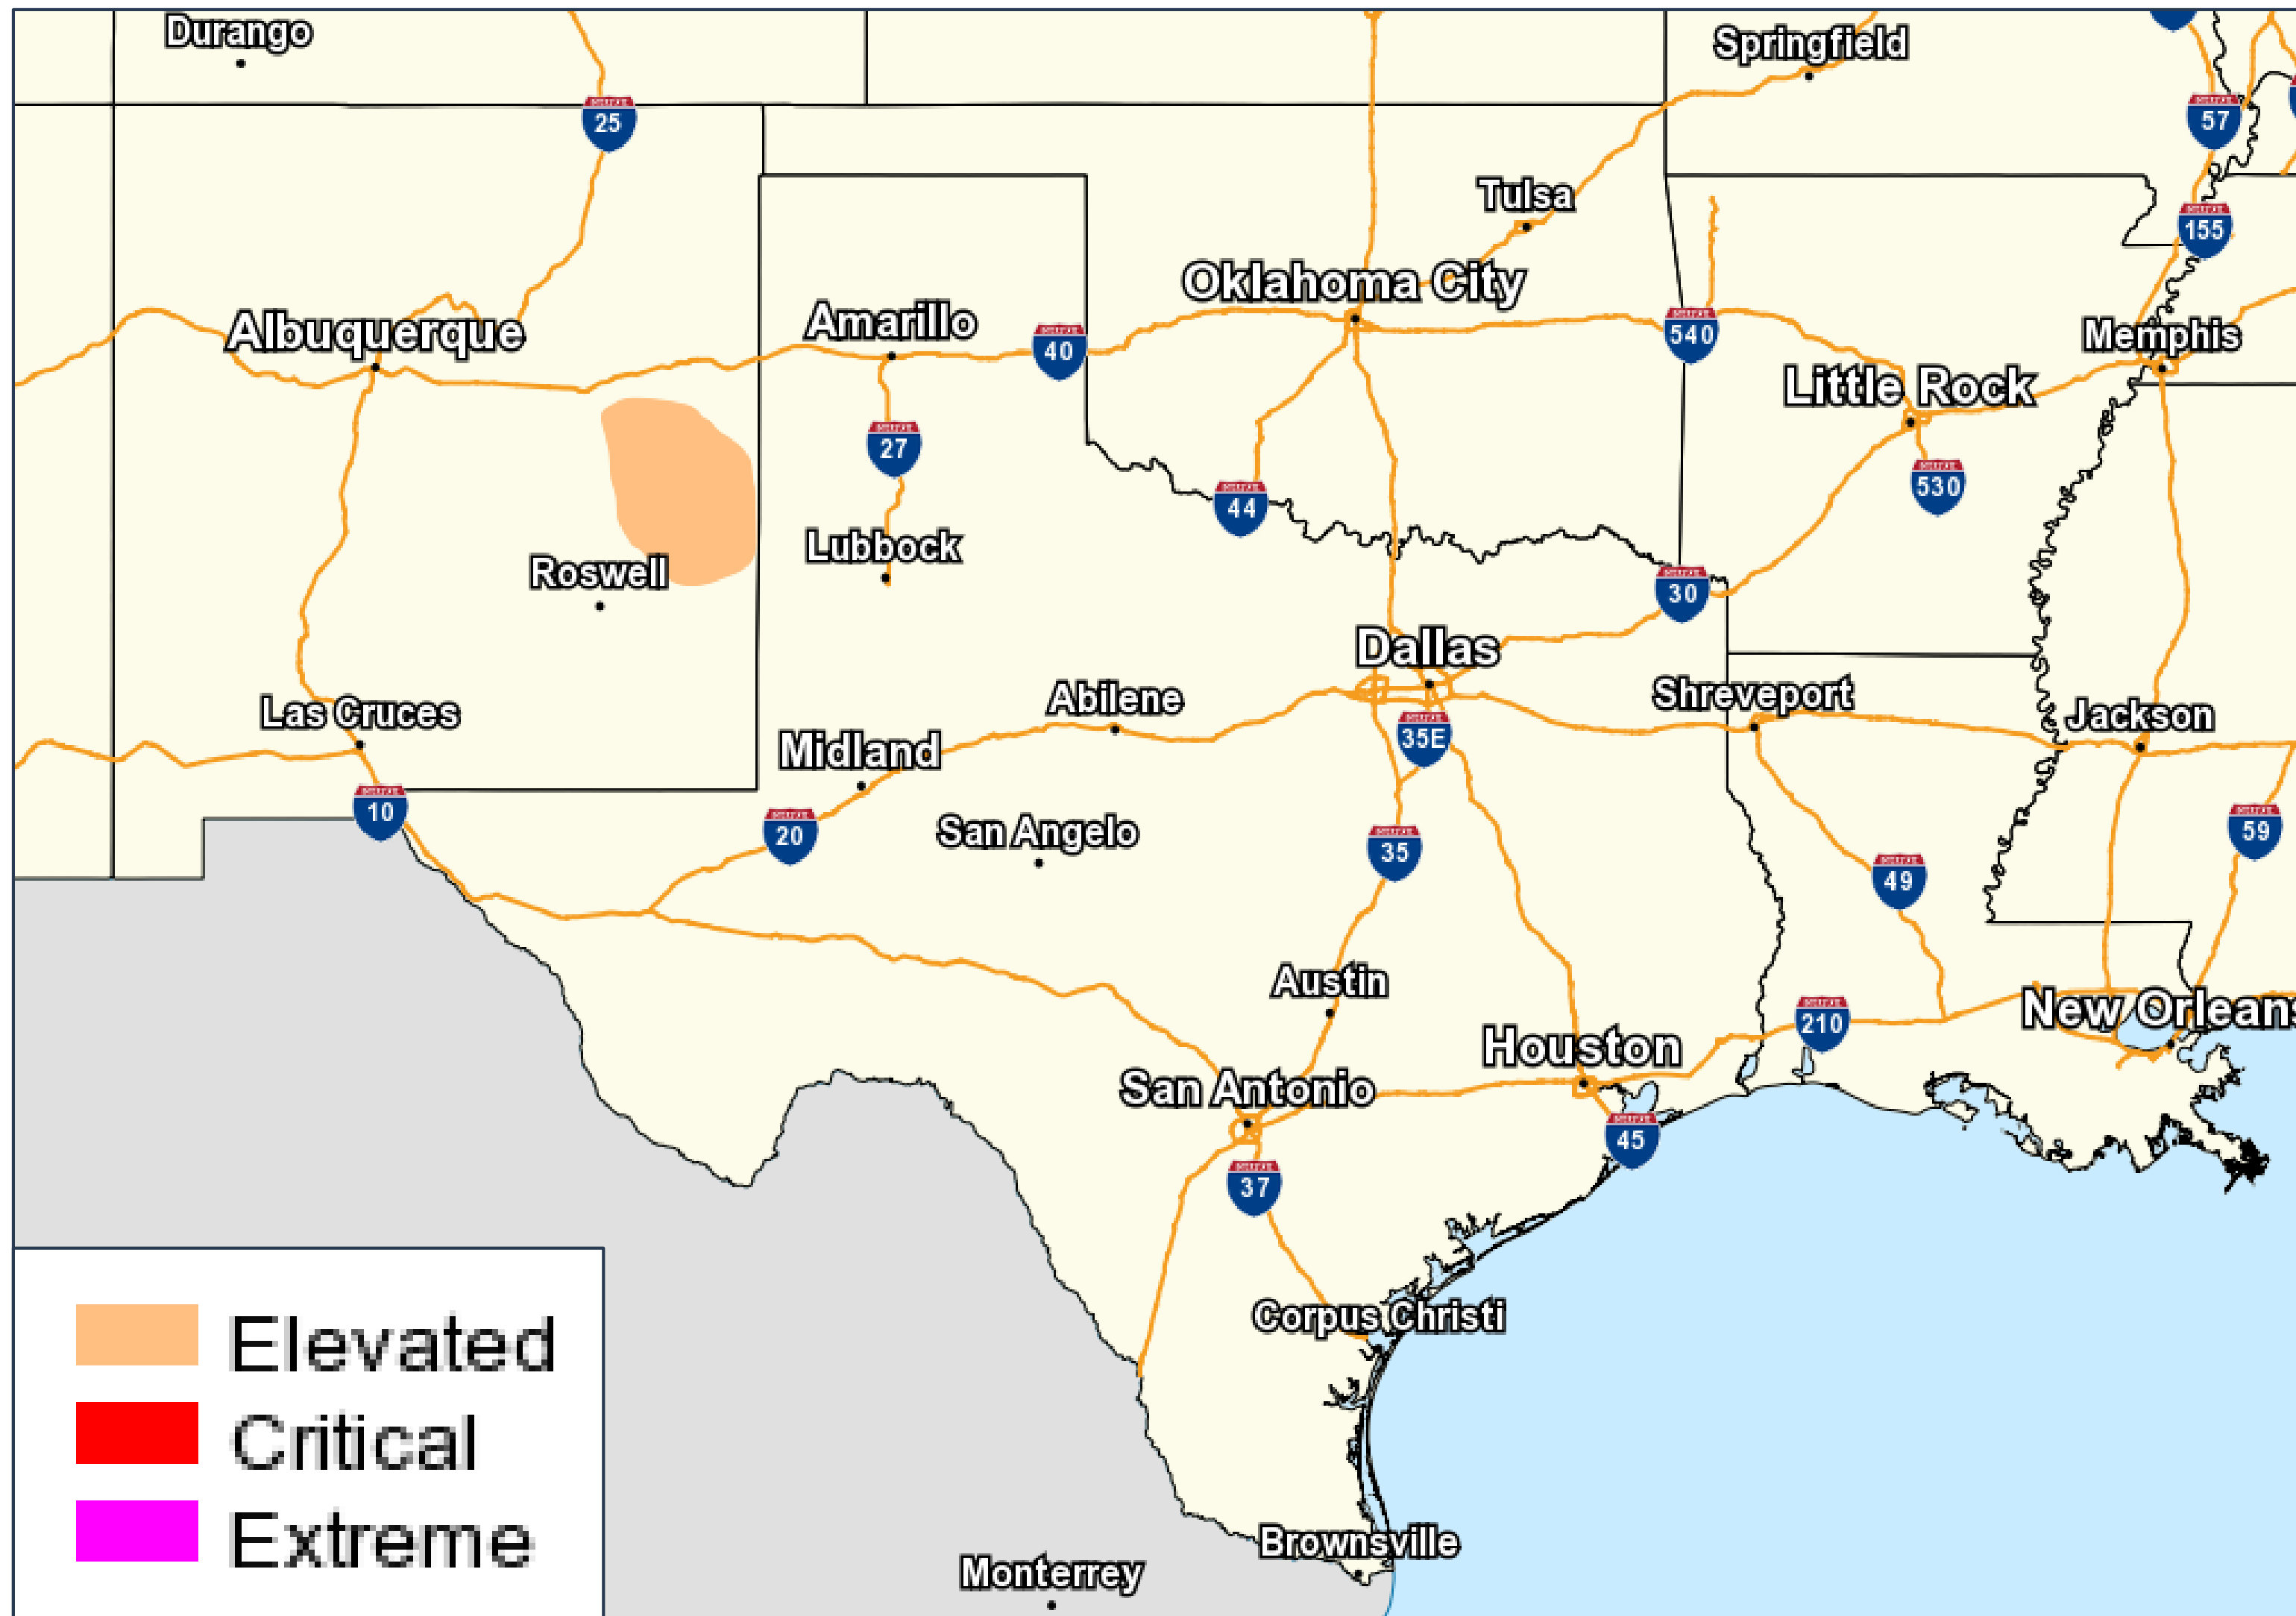 Durango
Springfield
25
57
Tulsa
155
Oklahoma City
Albuquerque
Amarillo
40
540
Memphis
Little Rock
27
530
44
Lubbock
Roswell
30
Dallas
Shreveport
Abilene
Las Cruces
Jackson
35E
Midland
10
20
San Angelo
59
35
49
Austin
New Orleans
210
Houston
San Antonio
45
37
Corpus Christi
Elevated
Critical
Extreme
Brownsville
Monterrey